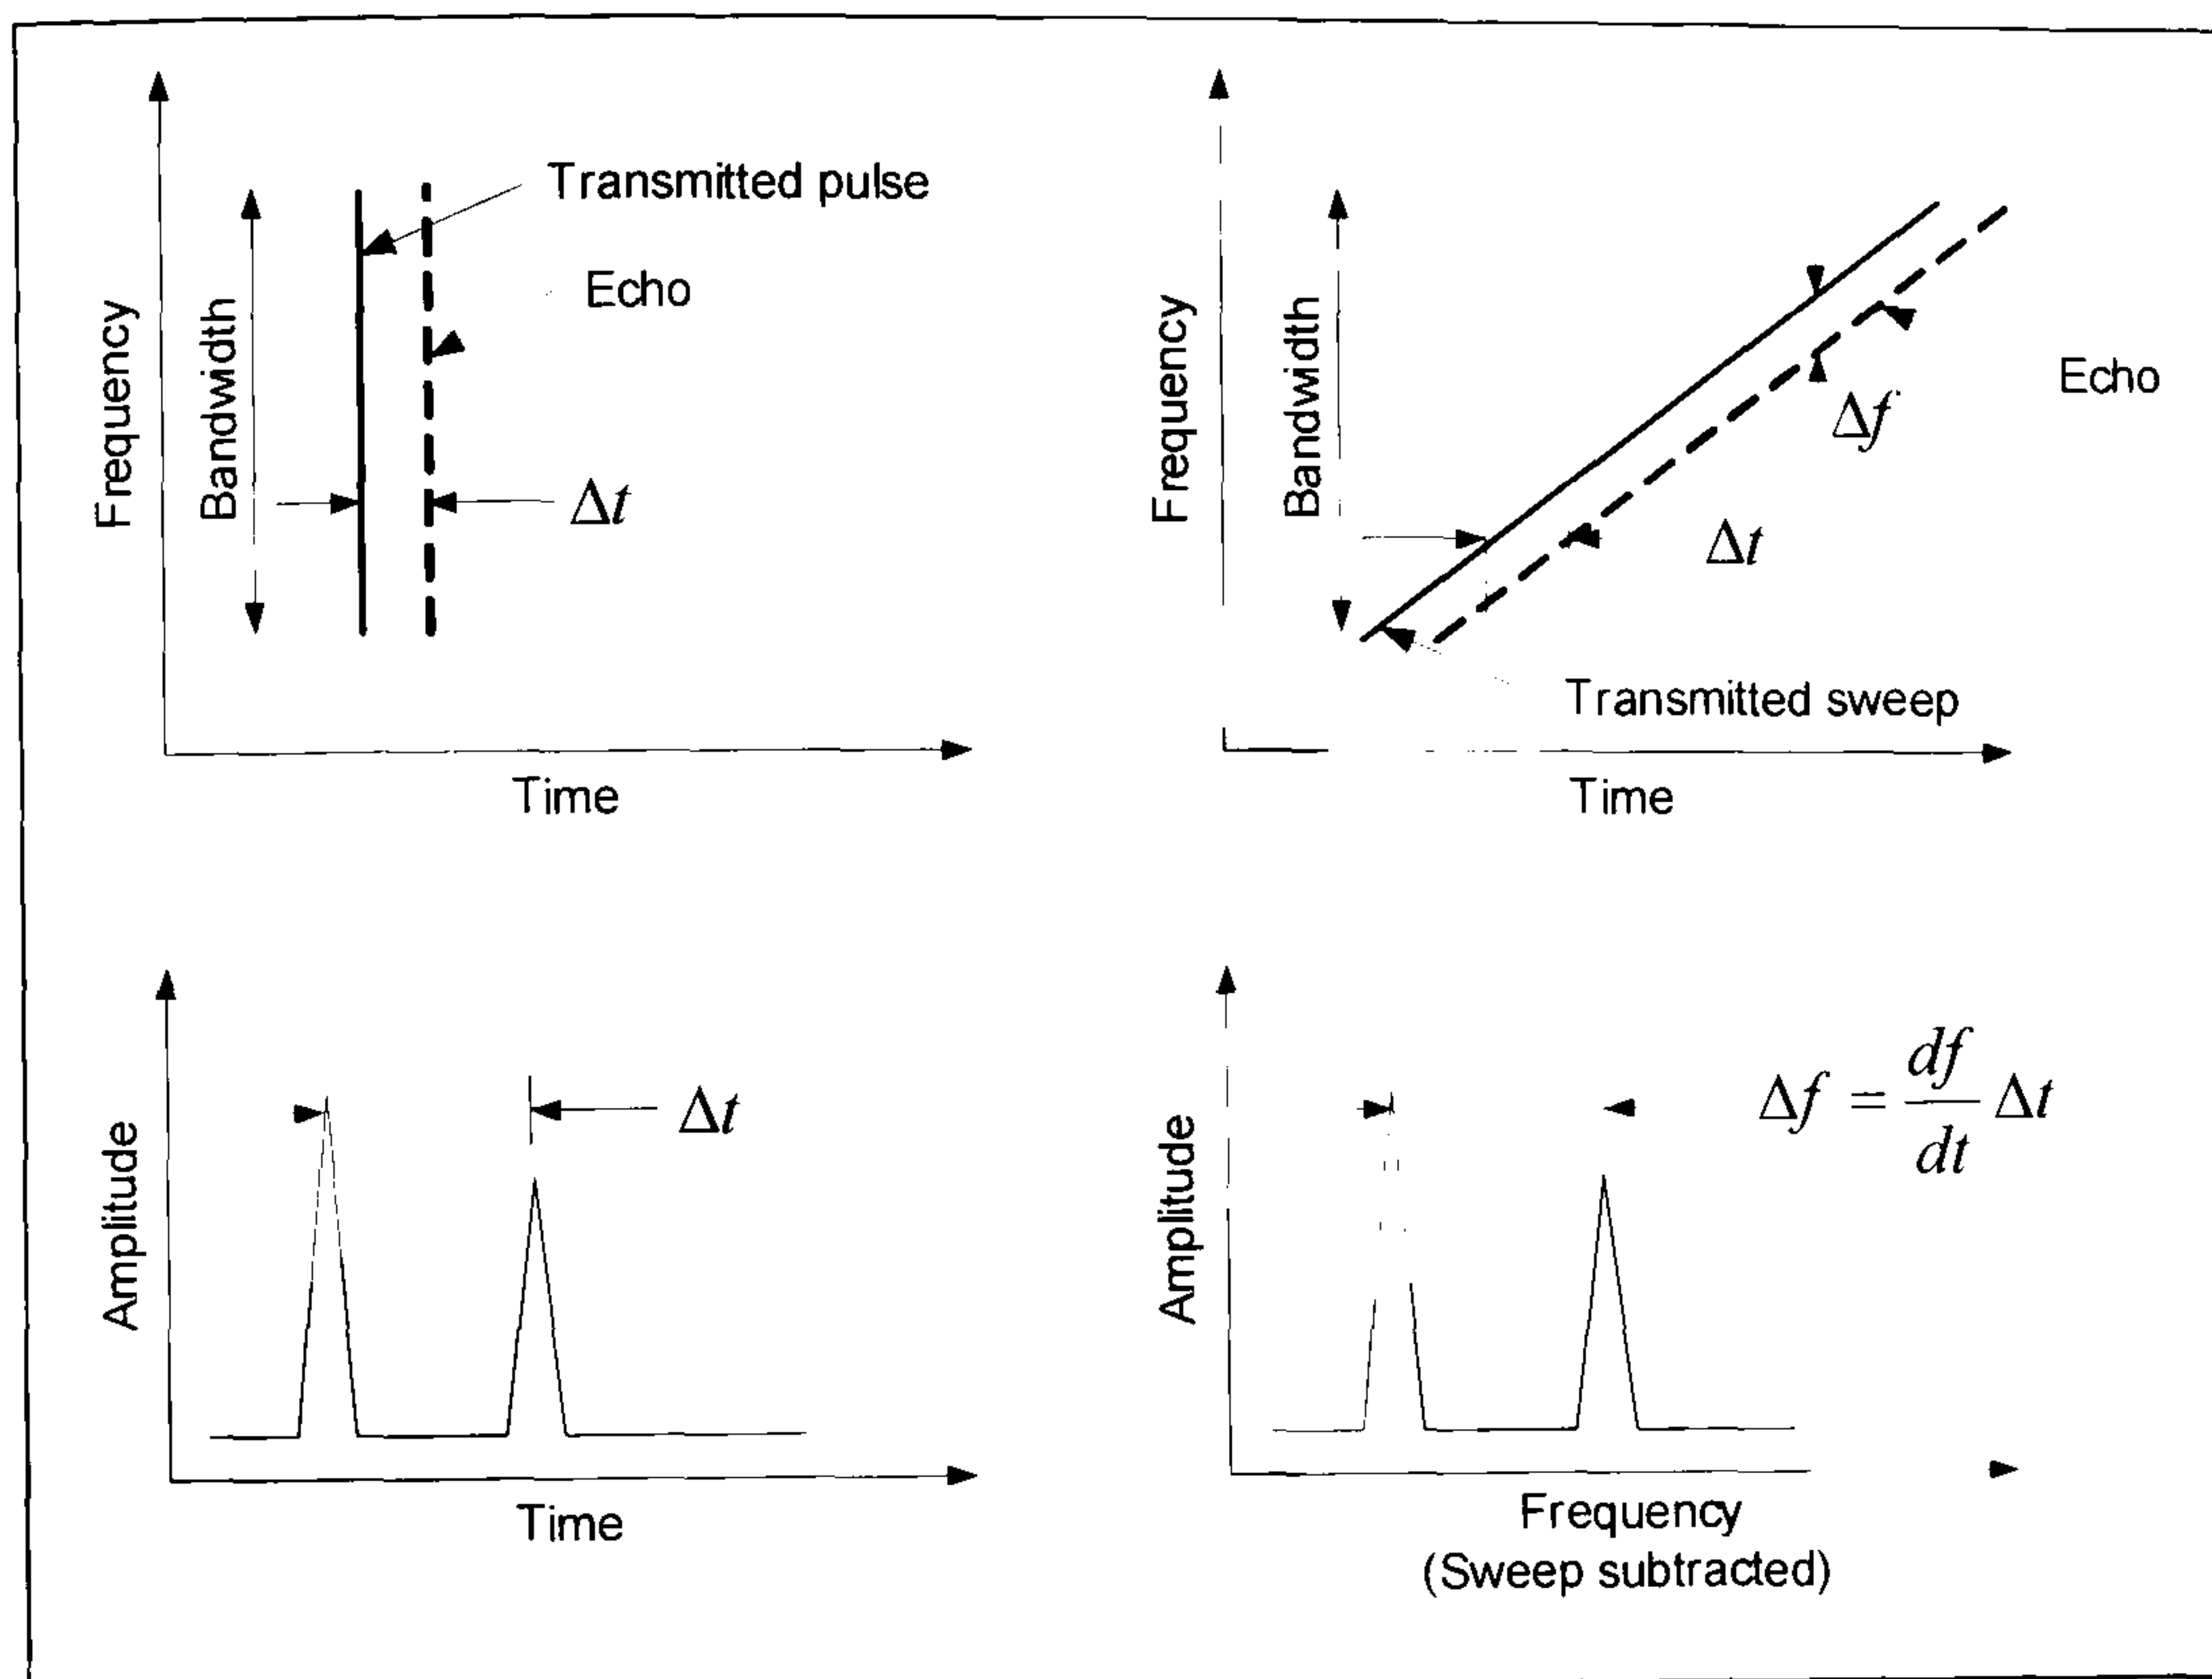 Frequency
Bandwidth
Transmitted pulse
Echo
Δt
Time
Frequency
Bandwidth
Echo
Δf
Δt
Transmitted sweep
Time
Amplitude
Δt
Time
Amplitude
Δf = df/dt Δt
Frequency
(Sweep subtracted)